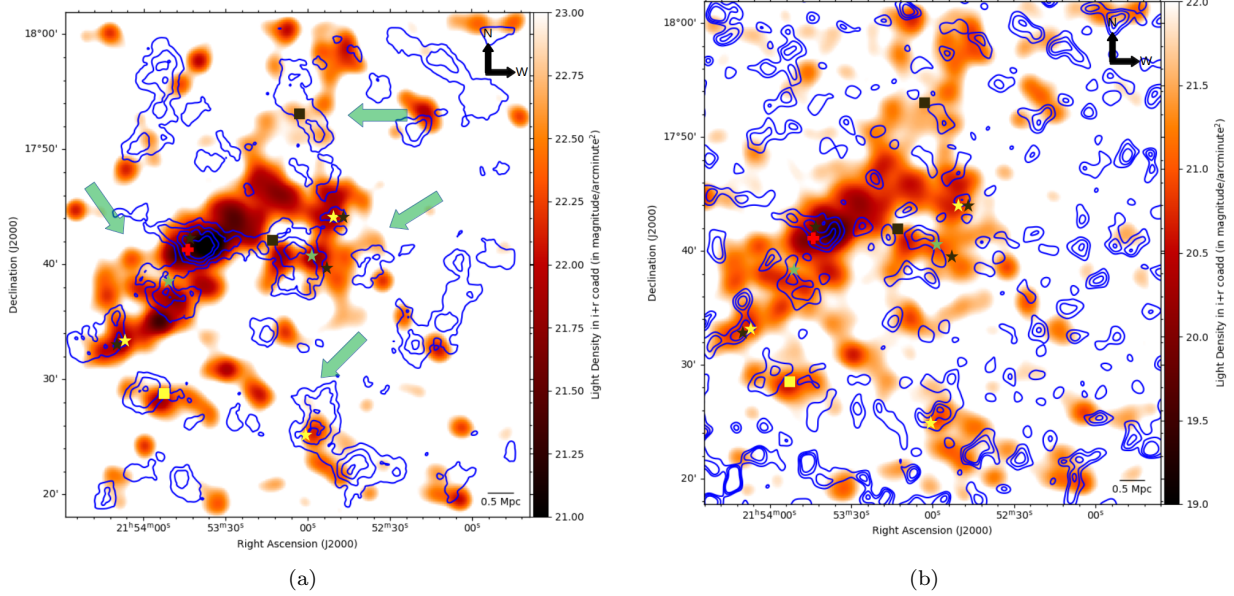 18°00'
17°50'
40'
30'
20'
21ʰ54ᵐ00ˢ
53ᵐ30ˢ
00ˢ
52ᵐ30ˢ
00ˢ
Declination (J2000)
Right Ascension (J2000)
N
W
0.5 Mpc
23.00
22.75
22.50
22.25
22.00
21.75
21.50
21.25
21.00
Light Density in i+r coadd (in magnitude/arcminute²)
(a)
18°00'
17°50'
40'
30'
20'
21ʰ54ᵐ00ˢ
53ᵐ30ˢ
00ˢ
52ᵐ30ˢ
00ˢ
Declination (J2000)
Right Ascension (J2000)
N
W
0.5 Mpc
22.0
21.5
21.0
20.5
20.0
19.5
19.0
Light Density in i+r coadd (in magnitude/arcminute²)
(b)